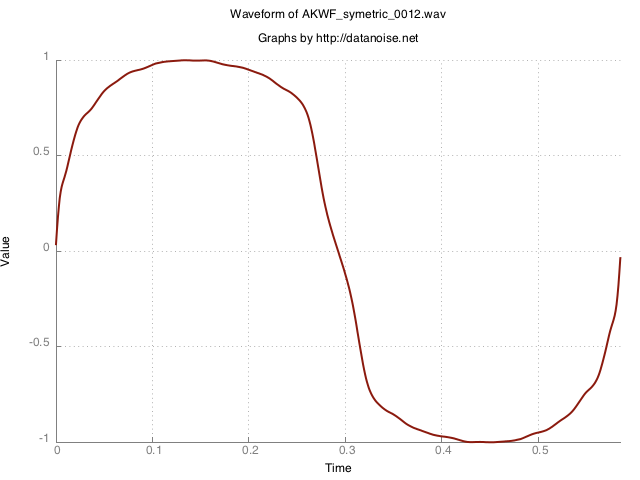 Waveform of AKWF_symetric_0012.wav
Graphs by http://datanoise.net
1
0.5
0
-0.5
-1
Value
0 0.1 0.2 0.3 0.4 0.5
Time